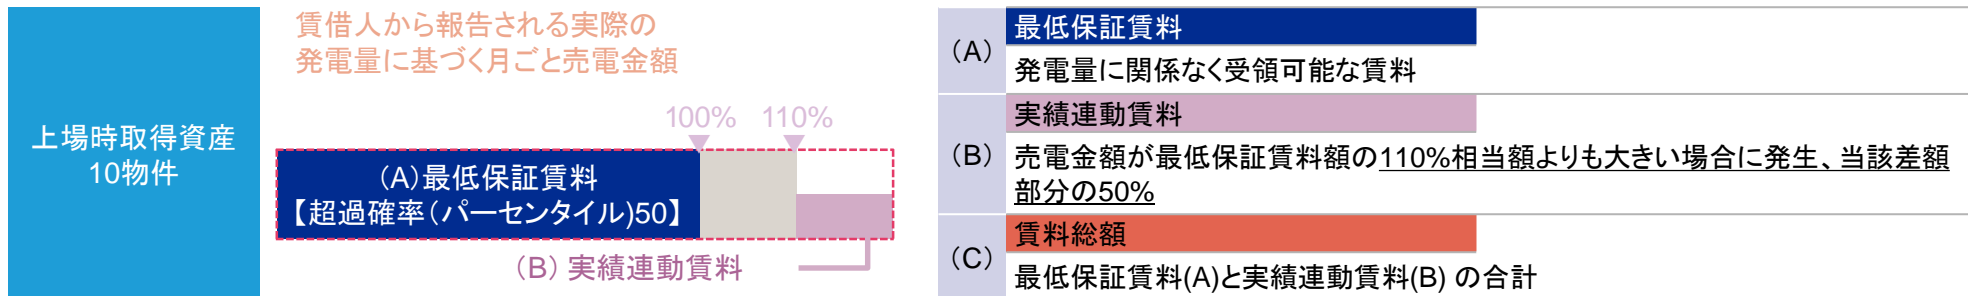 上場時取得資産
10物件
賃借人から報告される実際の
発電量に基づく月ごと売電金額
100% 110%
(A)最低保証賃料
【超過確率(パーセンタイル)50】
(B) 実績連動賃料
(A)
最低保証賃料
発電量に関係なく受領可能な賃料
(B)
実績連動賃料
売電金額が最低保証賃料額の110%相当額よりも大きい場合に発生、当該差額
部分の50%
(C)
賃料総額
最低保証賃料(A)と実績連動賃料(B) の合計